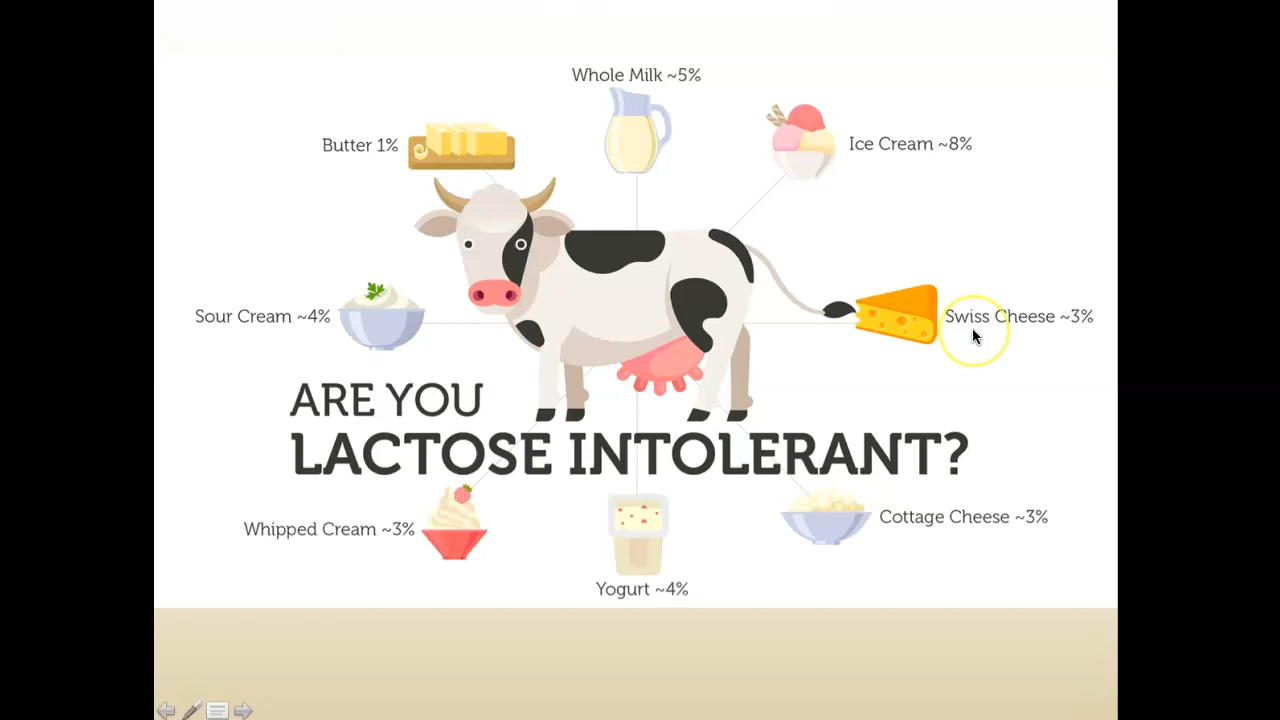 Whole Milk ~5%
Butter 1%
Ice Cream ~8%
Sour Cream ~4%
Swiss Cheese ~3%
ARE YOU
LACTOSE INTOLERANT?
Whipped Cream ~3%
Cottage Cheese ~3%
Yogurt ~4%